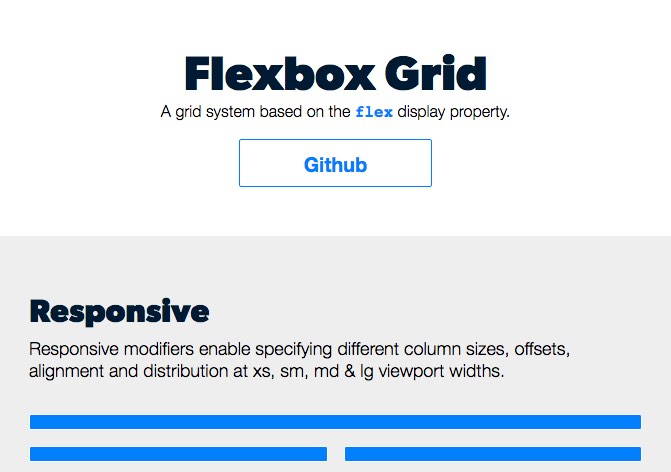 Flexbox Grid
A grid system based on the flex display property.
Github
Responsive
Responsive modifiers enable specifying different column sizes, offsets,
alignment and distribution at xs, sm, md & lg viewport widths.